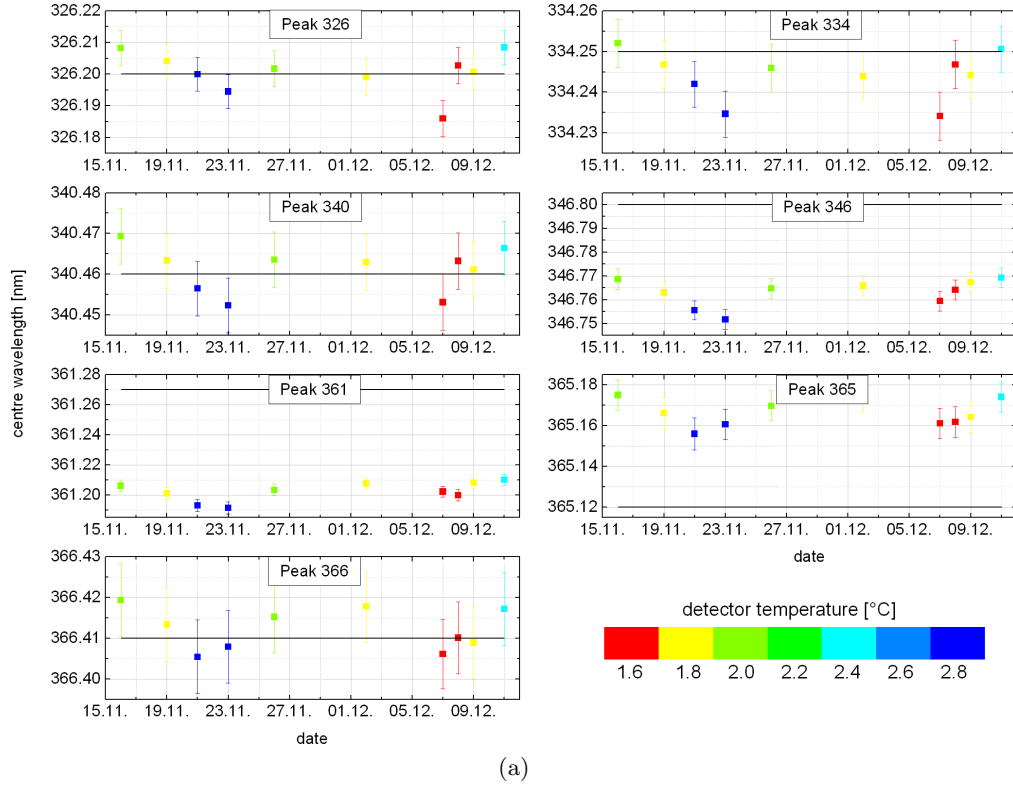 Peak 326
326.22
326.21
326.20
326.19
326.18
15.11. 19.11. 23.11. 27.11. 01.12. 05.12. 09.12.
Peak 334
334.26
334.25
334.24
334.23
15.11. 19.11. 23.11. 27.11. 01.12. 05.12. 09.12.
Peak 340
340.48
340.47
340.46
340.45
15.11. 19.11. 23.11. 27.11. 01.12. 05.12. 09.12.
Peak 346
346.80
346.79
346.78
346.77
346.76
346.75
15.11. 19.11. 23.11. 27.11. 01.12. 05.12. 09.12.
centre wavelength [nm]
Peak 361
361.28
361.26
361.24
361.22
361.20
15.11. 19.11. 23.11. 27.11. 01.12. 05.12. 09.12.
Peak 365
365.18
365.16
365.14
365.12
15.11. 19.11. 23.11. 27.11. 01.12. 05.12. 09.12.
date
Peak 366
366.43
366.42
366.41
366.40
15.11. 19.11. 23.11. 27.11. 01.12. 05.12. 09.12.
date
detector temperature [°C]
1.6 1.8 2.0 2.2 2.4 2.6 2.8
(a)